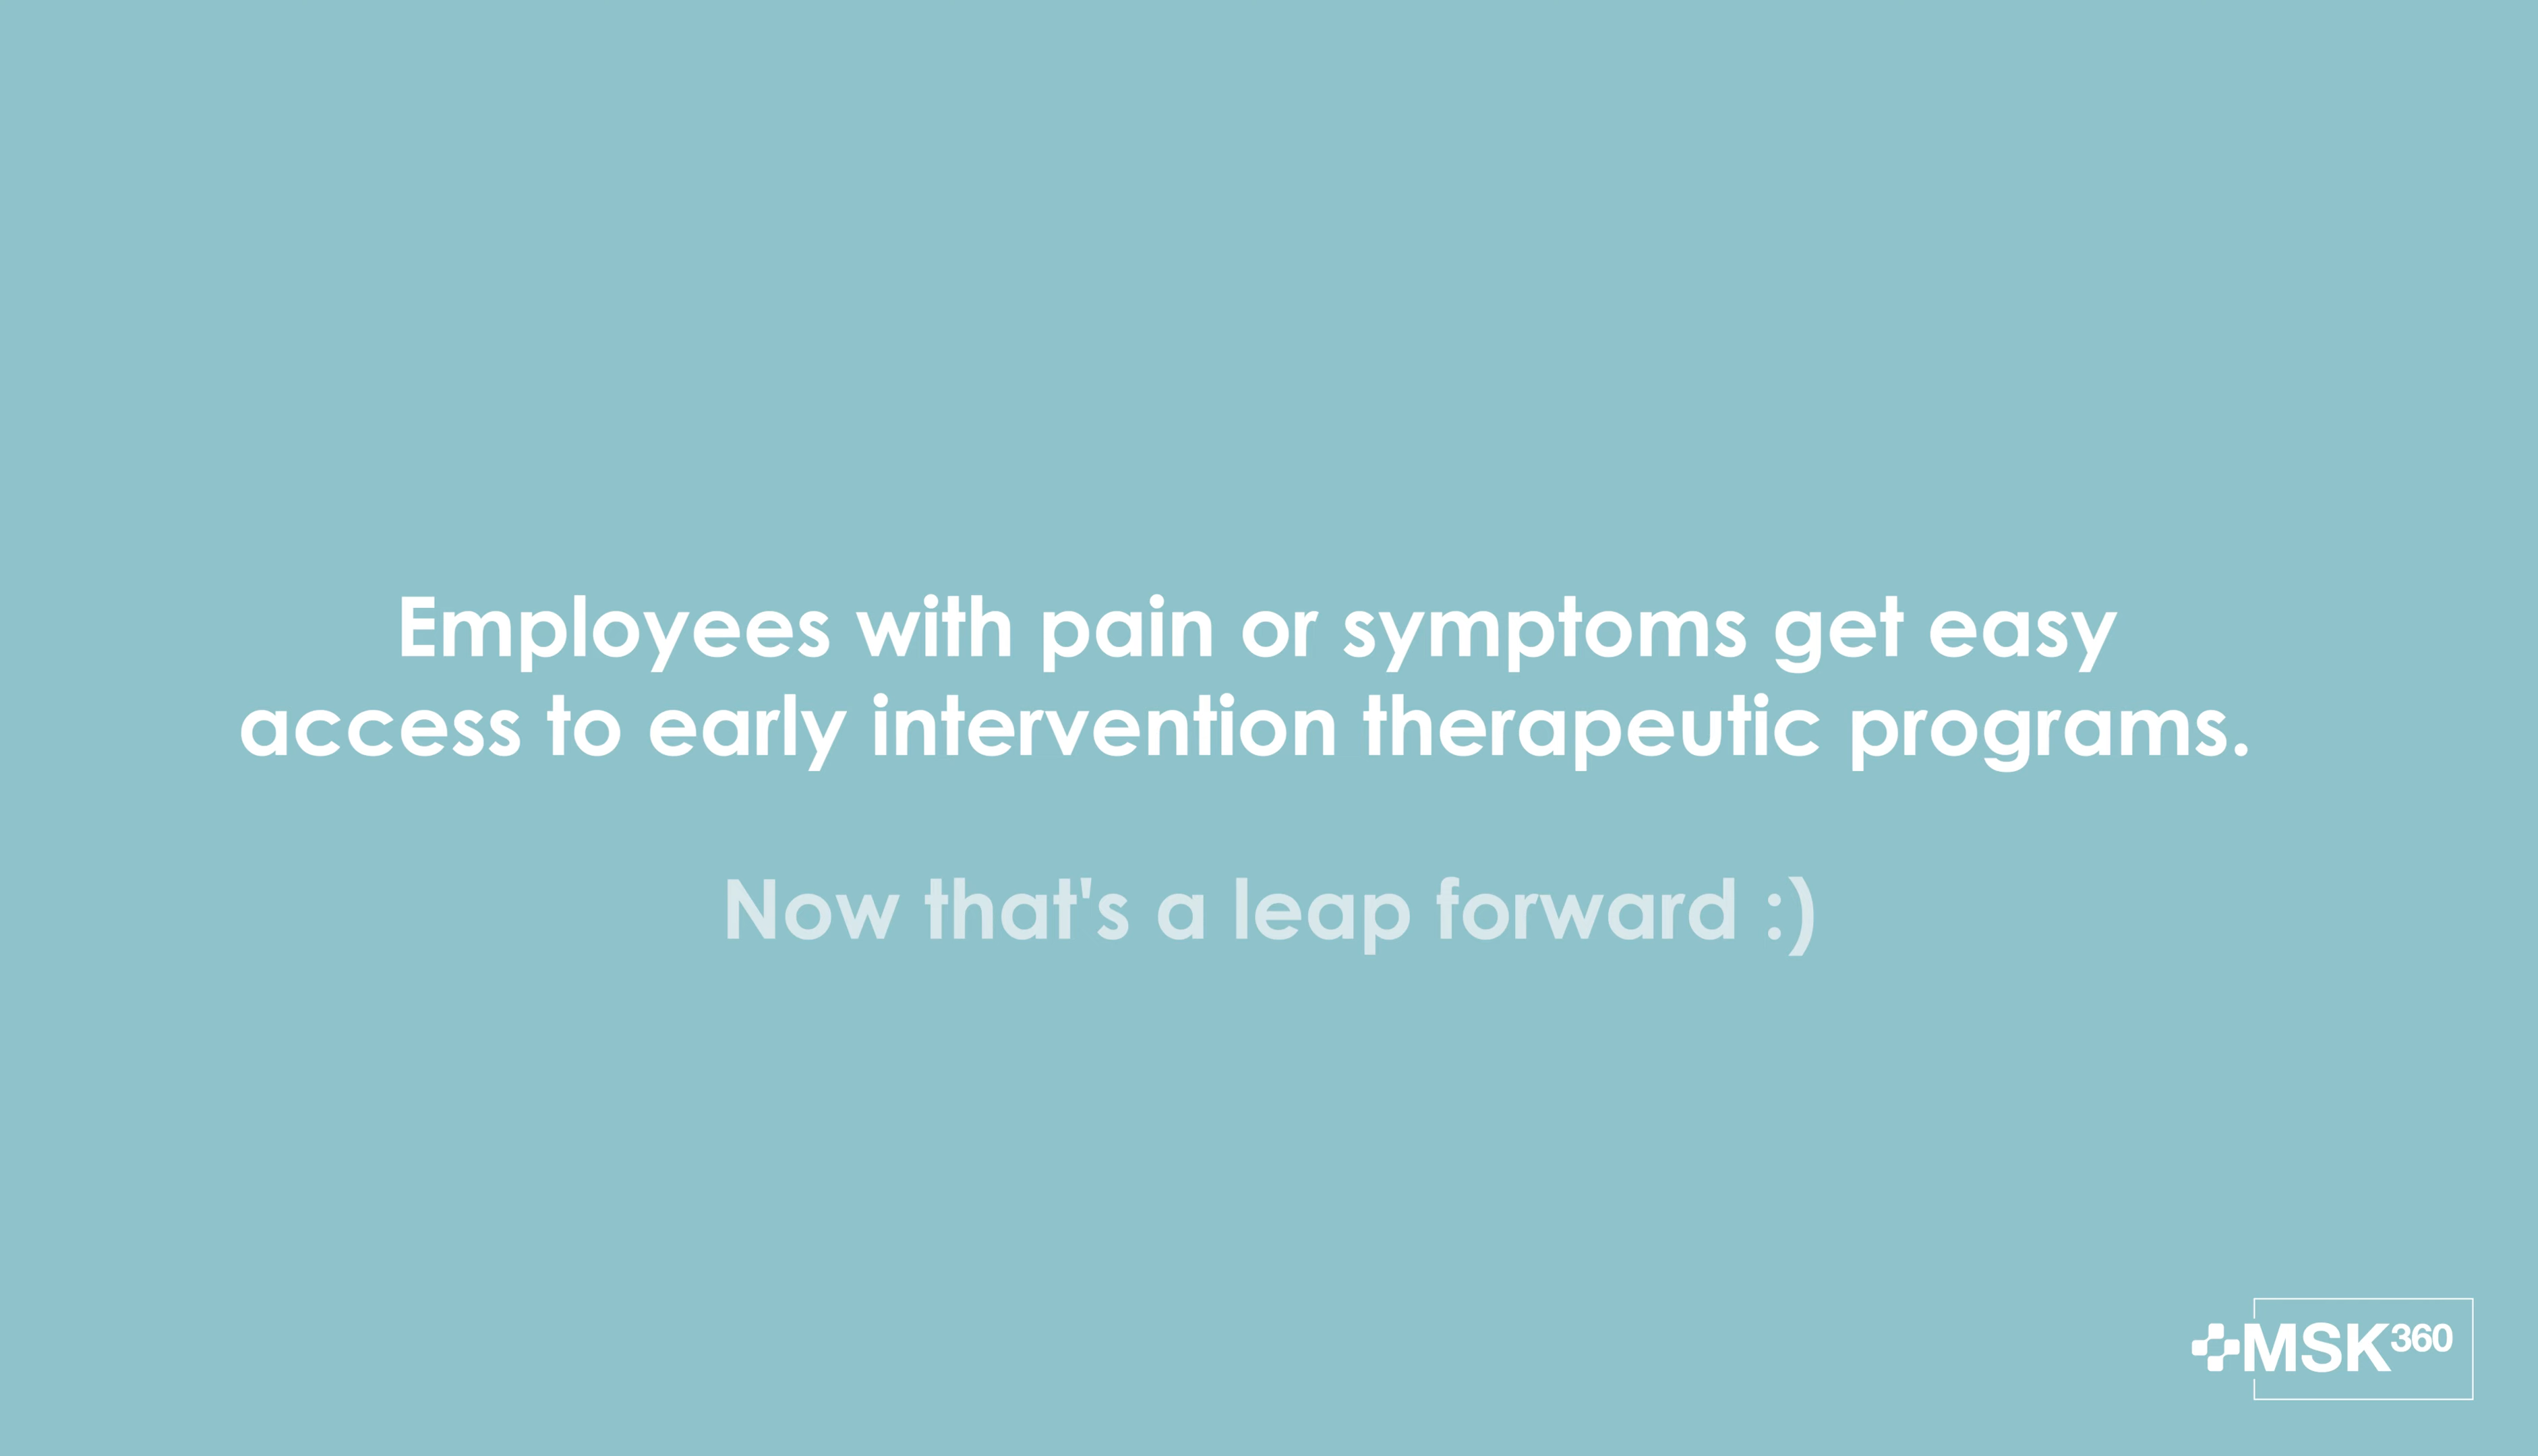 Employees with pain or symptoms get easy
access to early intervention therapeutic programs.
Now that's a leap forward :)
MSK360